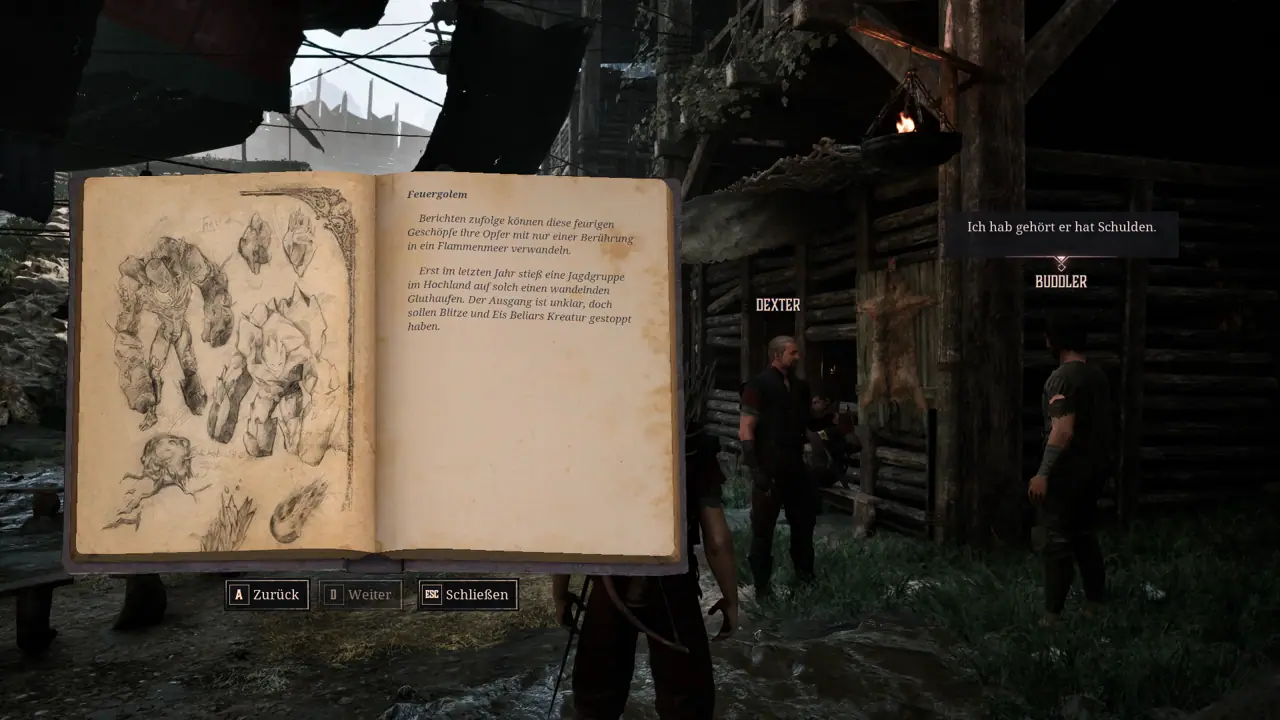 Feuergolem
Berichten zufolge können diese feurigen
Geschöpfe ihre Opfer mit nur einer Berührung
in ein Flammenmeer verwandeln.
Erst im letzten Jahr stieß eine Jagdgruppe
im Hochland auf solch einen wandelnden
Gluthaufen. Der Ausgang ist unklar, doch
sollen Blitze und Eis Beliars Kreatur gestoppt
haben.
A Zurück
D Weiter
ESC Schließen
DEXTER
Ich hab gehört er hat Schulden.
BUDDLER